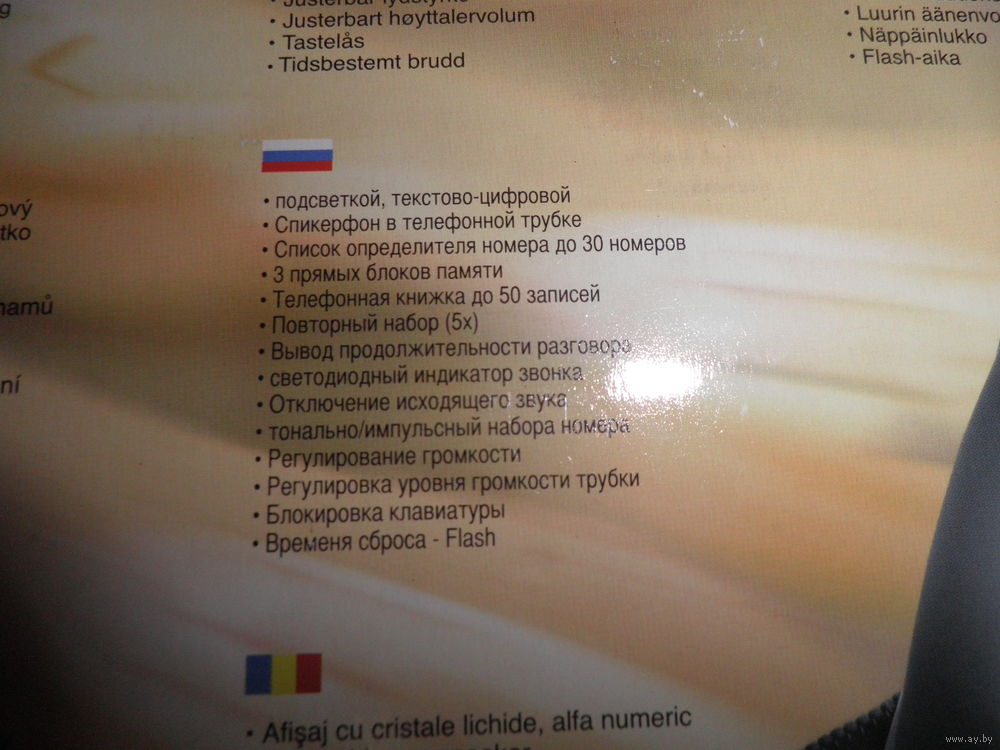 • Justerbart høyttalervolum
• Tastelås
• Tidsbestemt brudd
• Luurin
• Näppäinlukko
• Flash-aika
• подсветкой, текстово-цифровой
• Спикерфон в телефонной трубке
• Список определителя номера до 30 номеров
• 3 прямых блоков памяти
• Телефонная книжка до 50 записей
• Повторный набор (5x)
• Вывод продолжительности разговора
• светодиодный индикатор звонка
• Отключение исходящего звука
• тонально/импульсный набора номера
• Регулирование громкости
• Регулировка уровня громкости трубки
• Блокировка клавиатуры
• Временя сброса - Flash
• Afişaj cu cristale lichide, alfa numeric
www.ay.by